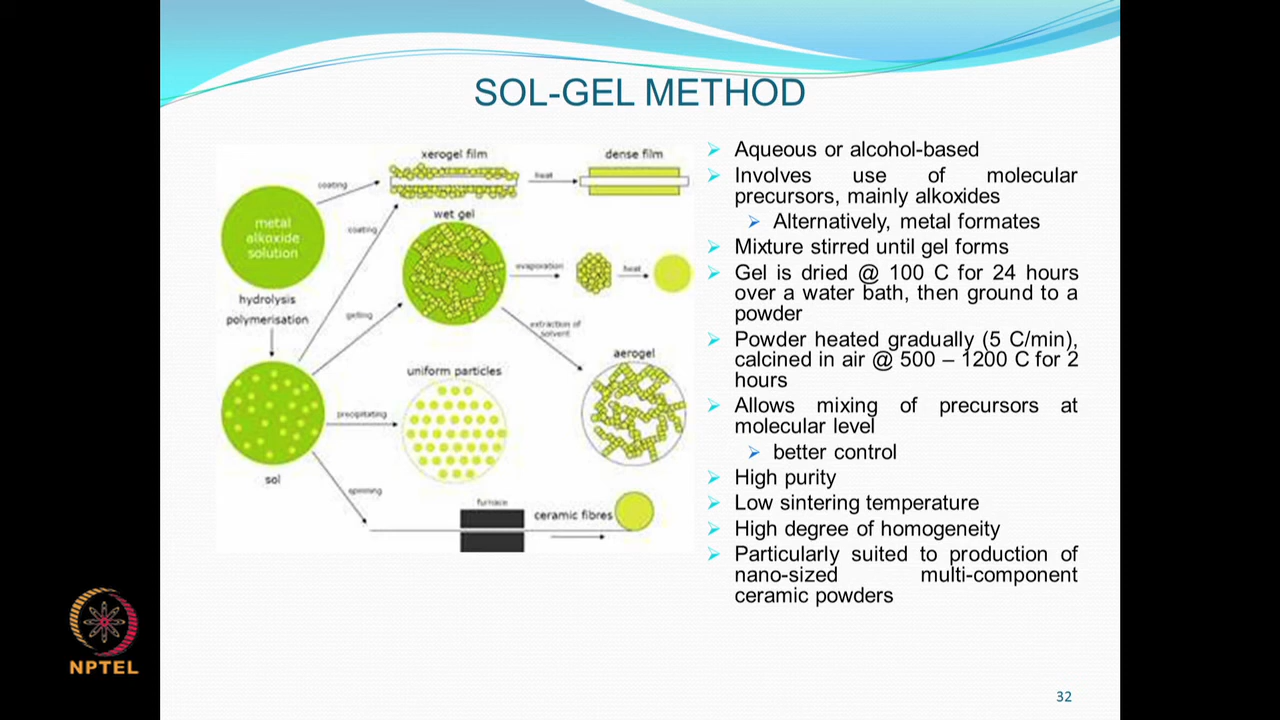 SOL-GEL METHOD
xerogel film
dense film
coating
heat
metal
alkoxide
solution
wet gel
coating
evaporation
heat
hydrolysis
polymerisation
gelling
extraction of
solvent
aerogel
uniform particles
precipitating
sol
spinning
furnace
ceramic fibres
Aqueous or alcohol-based
Involves use of molecular
precursors, mainly alkoxides
Alternatively, metal formates
Mixture stirred until gel forms
Gel is dried @ 100 C for 24 hours
over a water bath, then ground to a
powder
Powder heated gradually (5 C/min),
calcined in air @ 500 – 1200 C for 2
hours
Allows mixing of precursors at
molecular level
better control
High purity
Low sintering temperature
High degree of homogeneity
Particularly suited to production of
nano-sized multi-component
ceramic powders
NPTEL
32